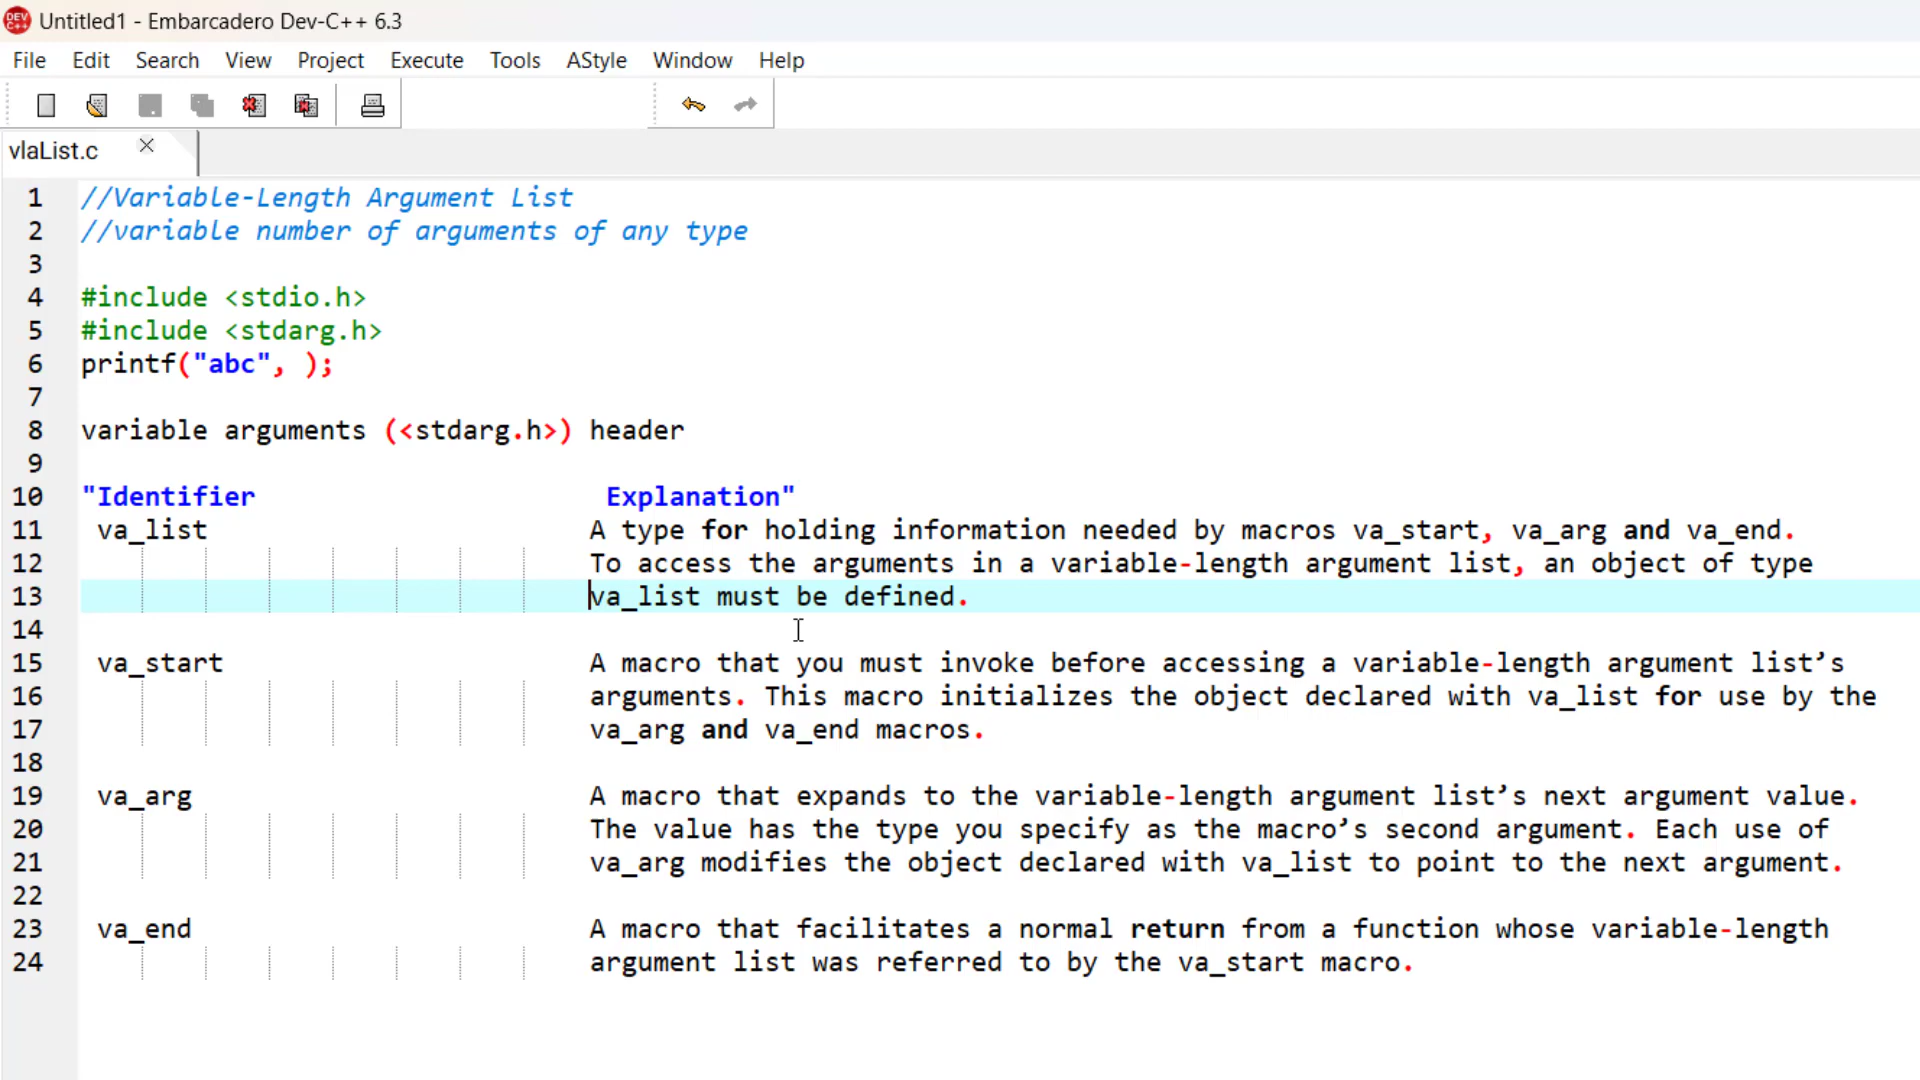 DEV C++ Untitled1 - Embarcadero Dev-C++ 6.3
File Edit Search View Project Execute Tools AStyle Window Help
vlaList.c
1 //Variable-Length Argument List
2 //variable number of arguments of any type
3
4 #include <stdio.h>
5 #include <stdarg.h>
6 printf("abc", );
7
8 variable arguments (<stdarg.h>) header
9
10 "Identifier Explanation"
11 va_list A type for holding information needed by macros va_start, va_arg and va_end.
12 To access the arguments in a variable-length argument list, an object of type
13 va_list must be defined.
14
15 va_start A macro that you must invoke before accessing a variable-length argument list’s
16 arguments. This macro initializes the object declared with va_list for use by the
17 va_arg and va_end macros.
18
19 va_arg A macro that expands to the variable-length argument list’s next argument value.
20 The value has the type you specify as the macro’s second argument. Each use of
21 va_arg modifies the object declared with va_list to point to the next argument.
22
23 va_end A macro that facilitates a normal return from a function whose variable-length
24 argument list was referred to by the va_start macro.